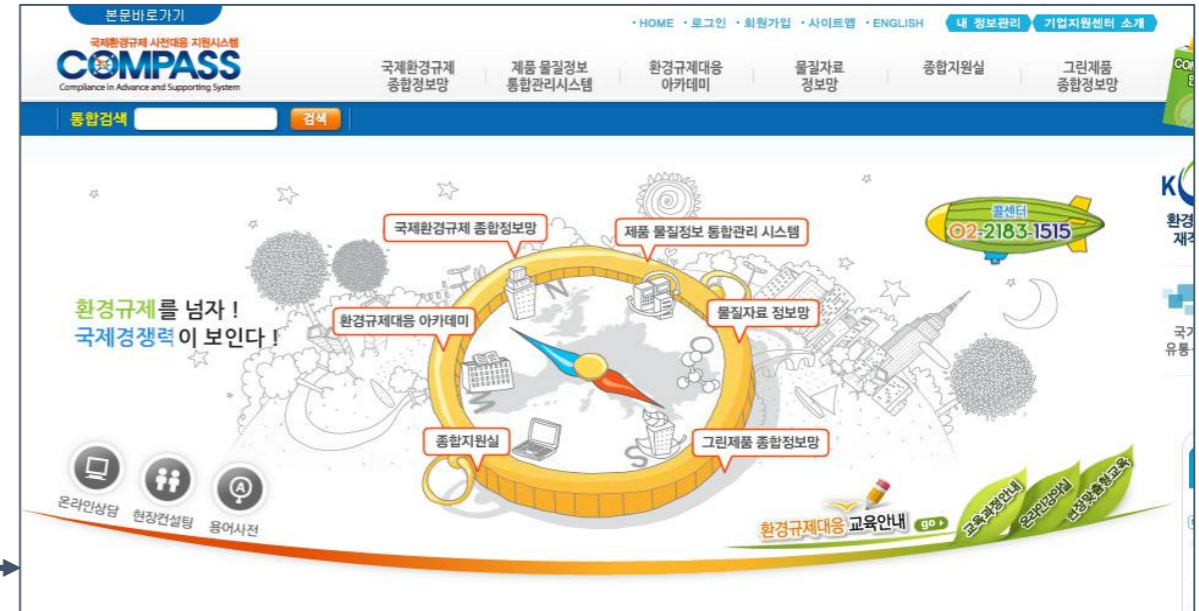 본문바로가기
· HOME · 로그인 · 회원가입 · 사이트맵 · ENGLISH
내 정보관리
기업지원센터 소개
국제환경규제 사전대응 지원시스템
COMPASS
Compliance in Advance and Supporting System
국제환경규제
종합정보망
제품 물질정보
통합관리시스템
환경규제대응
아카데미
물질자료
정보망
종합지원실
그린제품
종합정보망
통합검색
검색
국제환경규제 종합정보망
제품 물질정보 통합관리 시스템
콜센터
02-2183-1515
환경규제를 넘자 !
국제경쟁력이 보인다 !
환경규제대응 아카데미
물질자료 정보망
N
종합지원실
그린제품 종합정보망
온라인상담
현장컨설팅
A
용어사전
환경규제대응 교육안내
go
교육과정안내
온라인강의실
현장맞춤형교육
환경
국가
유통